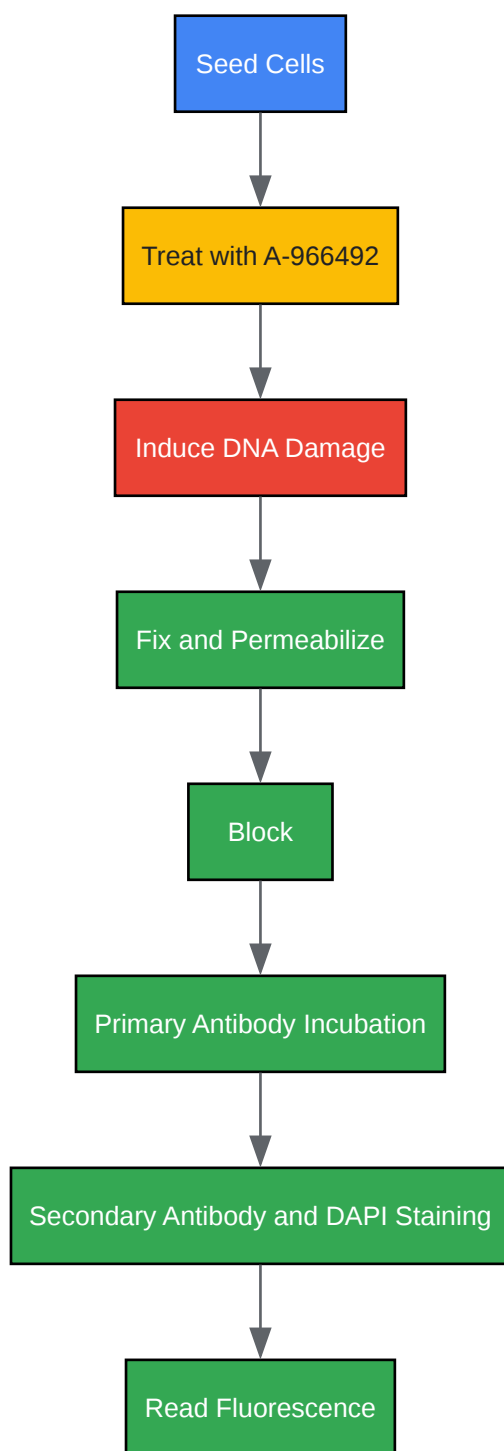 Seed Cells
Treat with A-966492
Induce DNA Damage
Fix and Permeabilize
Block
Primary Antibody Incubation
Secondary Antibody and DAPI Staining
Read Fluorescence